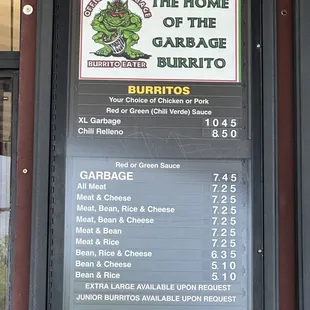 THE HOME
OF THE
GARBAGE
BURRITO
BURRITO EATER
BURRITOS
Your Choice of Chicken or Pork
Red or Green (Chili Verde) Sauce
XL Garbage 10 45
Chili Relleno 8.50
Red or Green Sauce
GARBAGE 7.45
All Meat 7.25
Meat & Cheese 7.25
Meat, Bean, Rice & Cheese 7.25
Meat, Bean & Cheese 7.25
Meat & Bean 7.25
Meat & Rice 7.25
Bean, Rice & Cheese 6.35
Bean & Cheese 5.10
Bean & Rice 5.10
EXTRA LARGE AVAILABLE UPON REQUEST
JUNIOR BURRITOS AVAILABLE UPON REQUEST